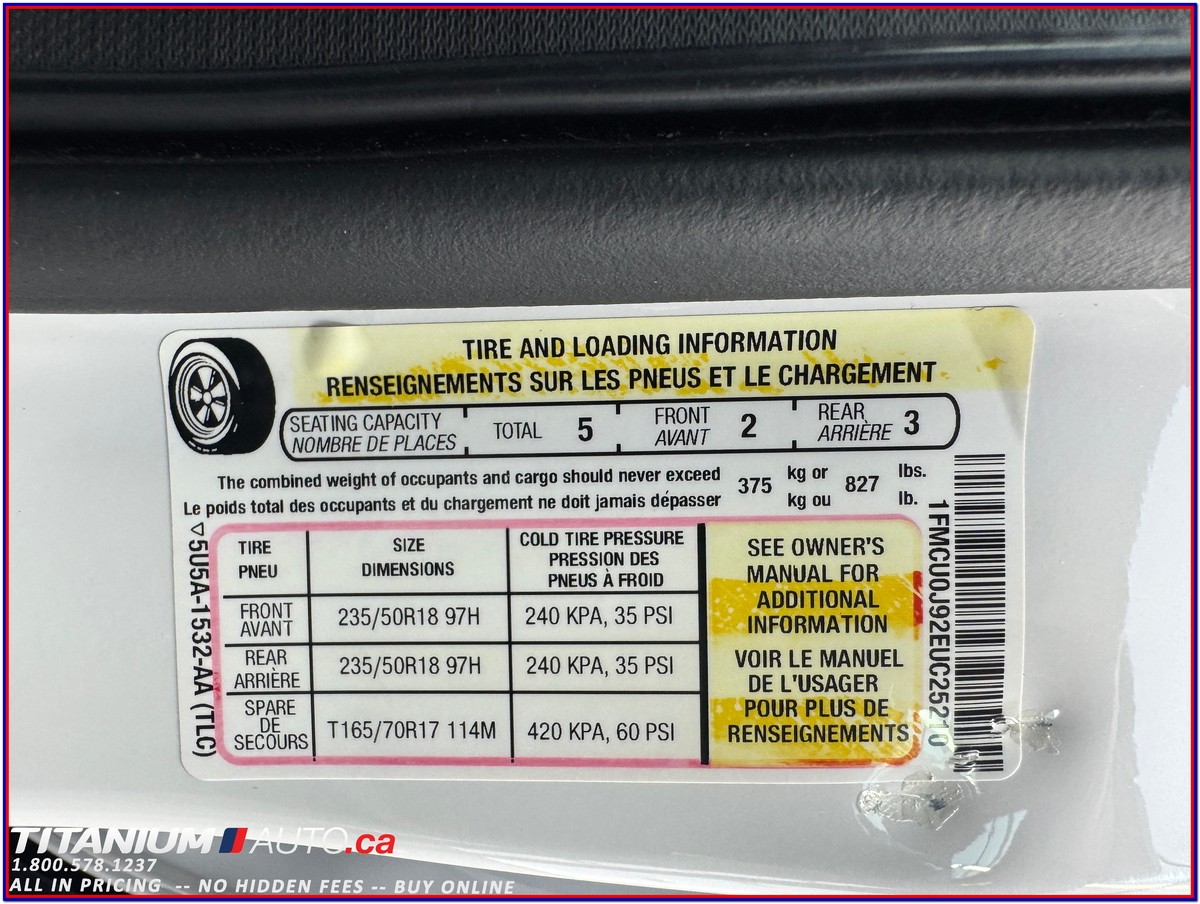 TIRE AND LOADING INFORMATION
RENSEIGNEMENTS SUR LES PNEUS ET LE CHARGEMENT
SEATING CAPACITY TOTAL 5 FRONT 2 REAR 3
NOMBRE DE PLACES AVANT ARRIÈRE
The combined weight of occupants and cargo should never exceed 375 kg or 827 lbs.
Le poids total des occupants et du chargement ne doit jamais dépasser kg ou lb.
TIRE
PNEU
SIZE
DIMENSIONS
COLD TIRE PRESSURE
PRESSION DES
PNEUS À FROID
FRONT
AVANT
235/50R18 97H
240 KPA, 35 PSI
REAR
ARRIÈRE
235/50R18 97H
240 KPA, 35 PSI
SPARE
DE
SECOURS
T165/70R17 114M
420 KPA, 60 PSI
SEE OWNER'S
MANUAL FOR
ADDITIONAL
INFORMATION
VOIR LE MANUEL
DE L'USAGER
POUR PLUS DE
RENSEIGNEMENTS
5U5A-1532-AA (TLC)
1FMCU0J92EUC25210
TITANIUM AUTO.ca
1.800.578.1237
ALL IN PRICING -- NO HIDDEN FEES -- BUY ONLINE